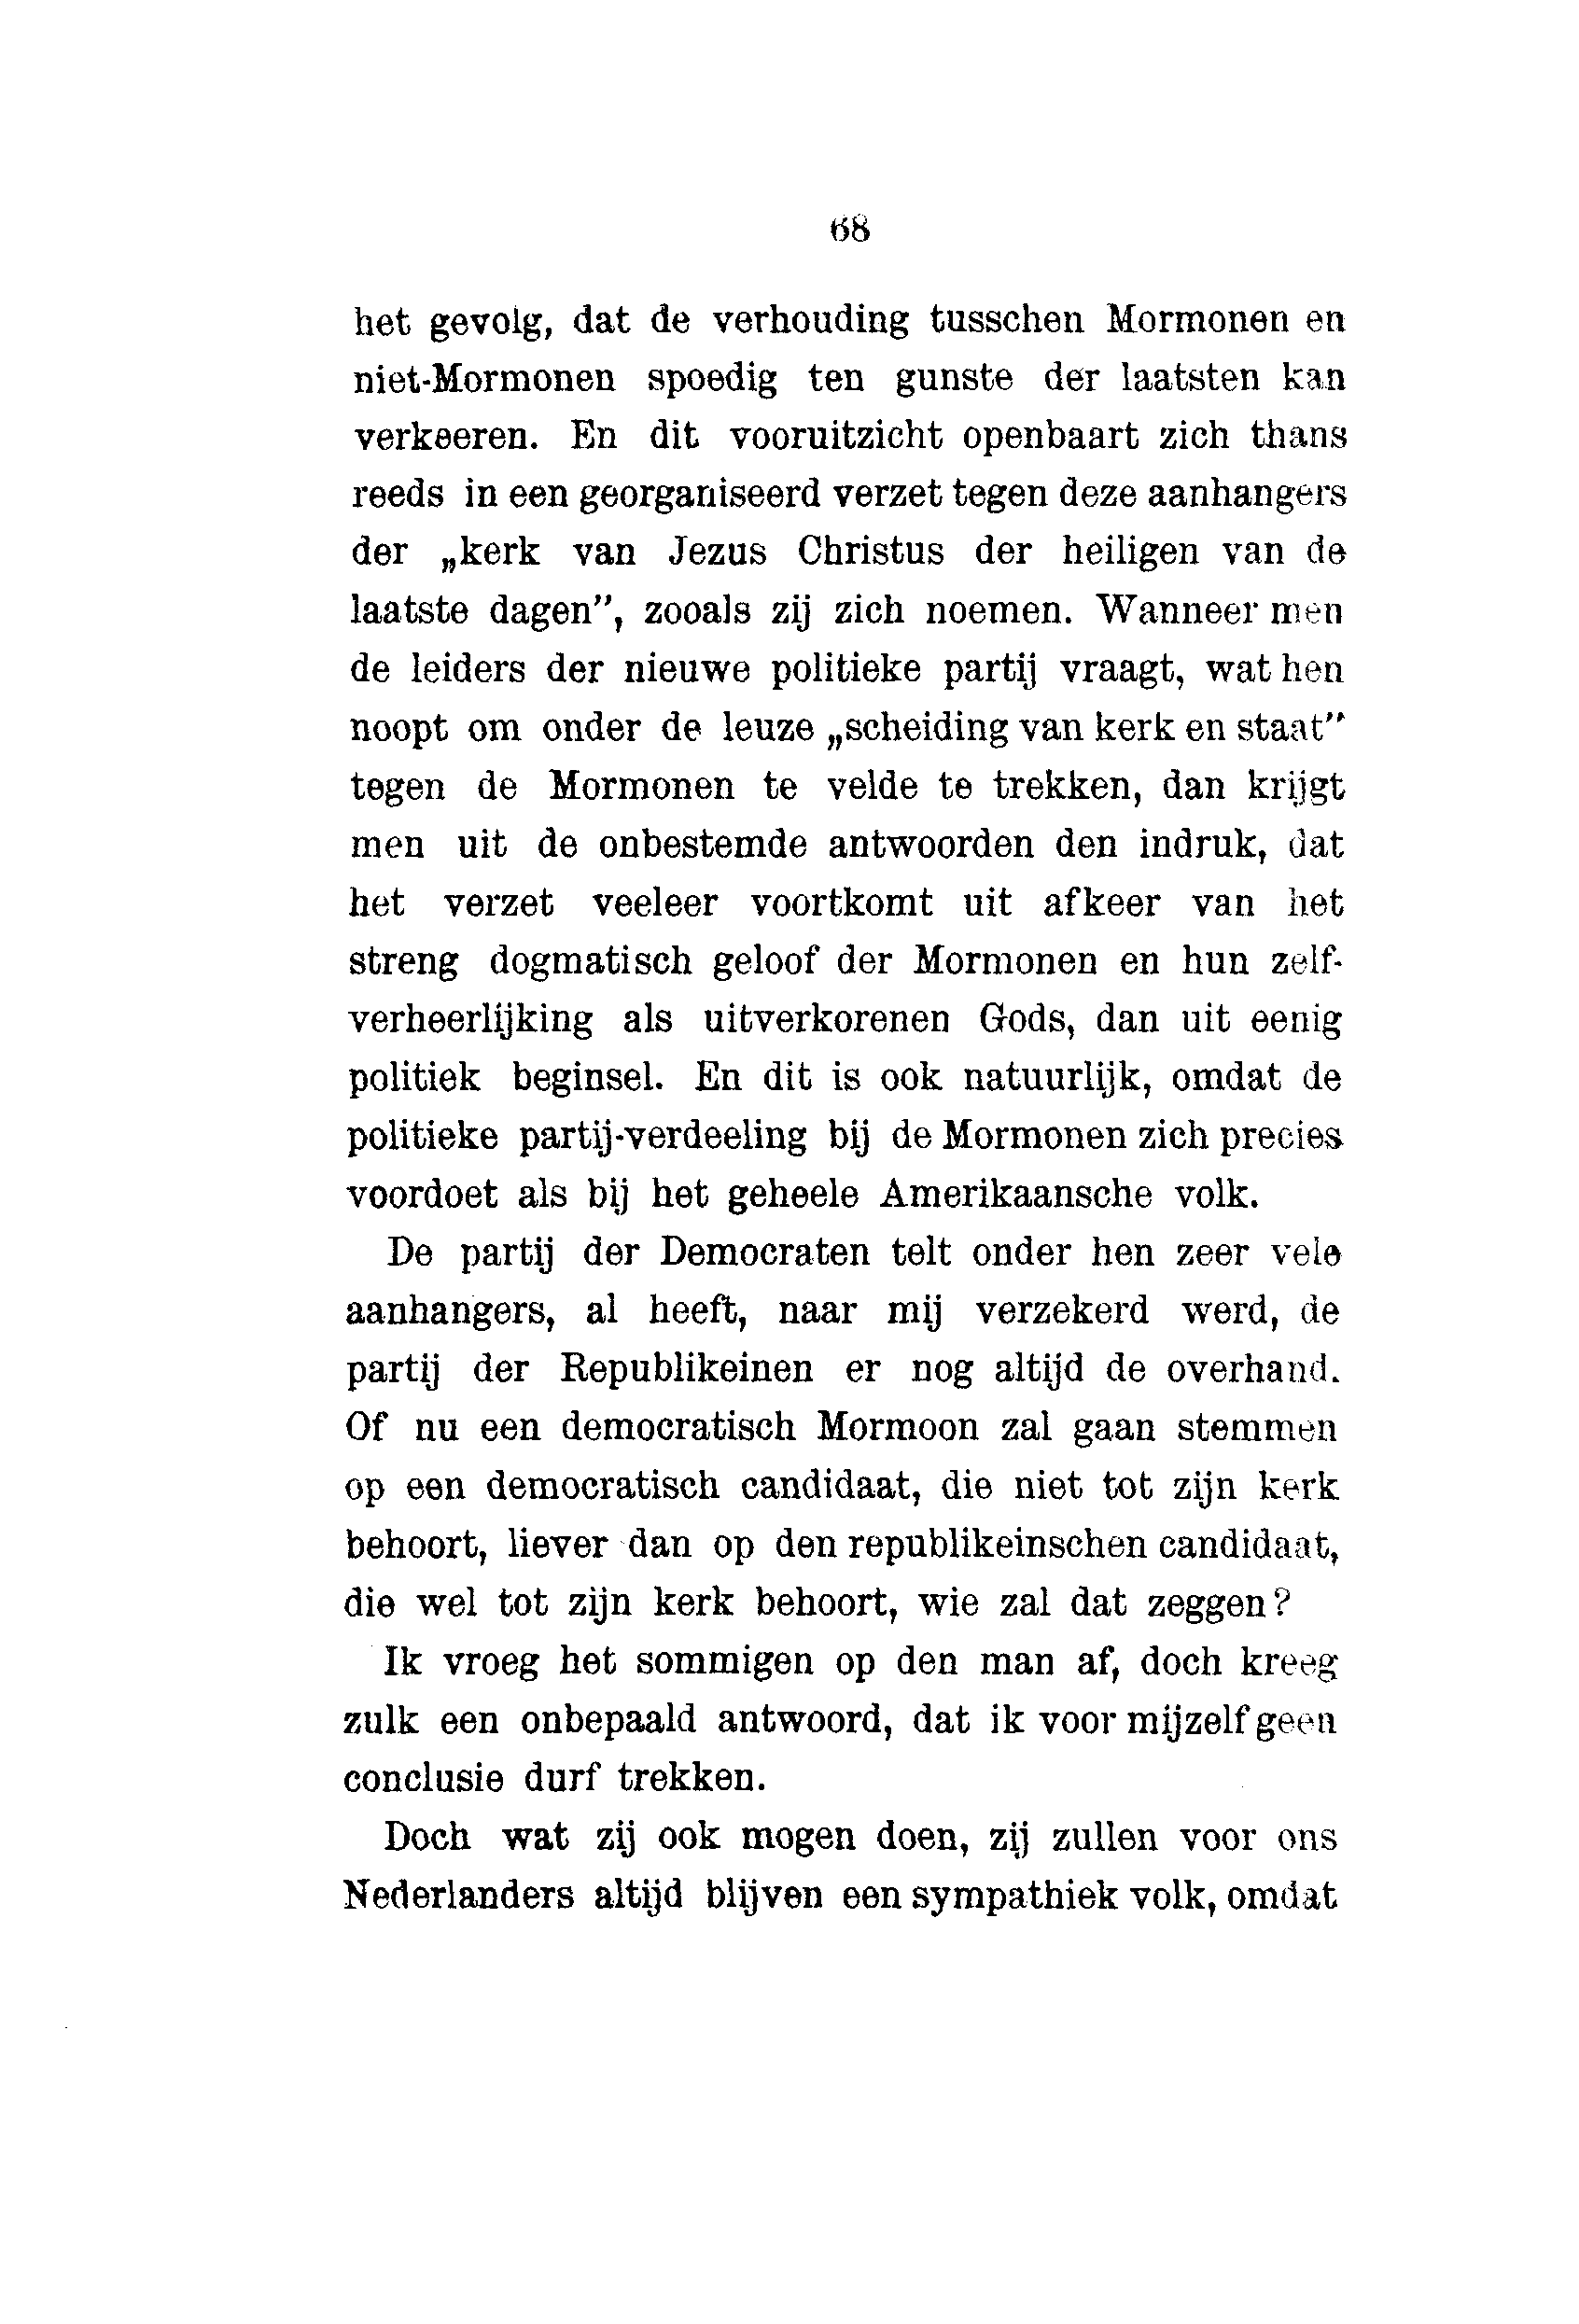 68
het gevolg, dat de verhouding tusschen Mormonen en
niet-Mormonen spoedig ten gunste der laatsten kan
verkeeren. En dit vooruitzicht openbaart zich thans
reeds in een georganiseerd verzet tegen deze aanhangers
der „kerk van Jezus Christus der heiligen van de
laatste dagen”, zooals zij zich noemen. Wanneer men
de leiders der nieuwe politieke partij vraagt, wat hen
noopt om onder de leuze „scheiding van kerk en staat”
tegen de Mormonen te velde te trekken, dan krijgt
men uit de onbestemde antwoorden den indruk, dat
het verzet veeleer voortkomt uit afkeer van het
streng dogmatisch geloof der Mormonen en hun zelf-
verheerlijking als uitverkorenen Gods, dan uit eenig
politiek beginsel. En dit is ook natuurlijk, omdat de
politieke partij-verdeeling bij de Mormonen zich precies
voordoet als bij het geheele Amerikaansche volk.
De partij der Democraten telt onder hen zeer vele
aanhangers, al heeft, naar mij verzekerd werd, de
partij der Republikeinen er nog altijd de overhand.
Of nu een democratisch Mormoon zal gaan stemmen
op een democratisch candidaat, die niet tot zijn kerk
behoort, liever dan op den republikeinschen candidaat,
die wel tot zijn kerk behoort, wie zal dat zeggen?
Ik vroeg het sommigen op den man af, doch kreeg
zulk een onbepaald antwoord, dat ik voor mijzelf geen
conclusie durf trekken.
Doch wat zij ook mogen doen, zij zullen voor ons
Nederlanders altijd blijven een sympathiek volk, omdat